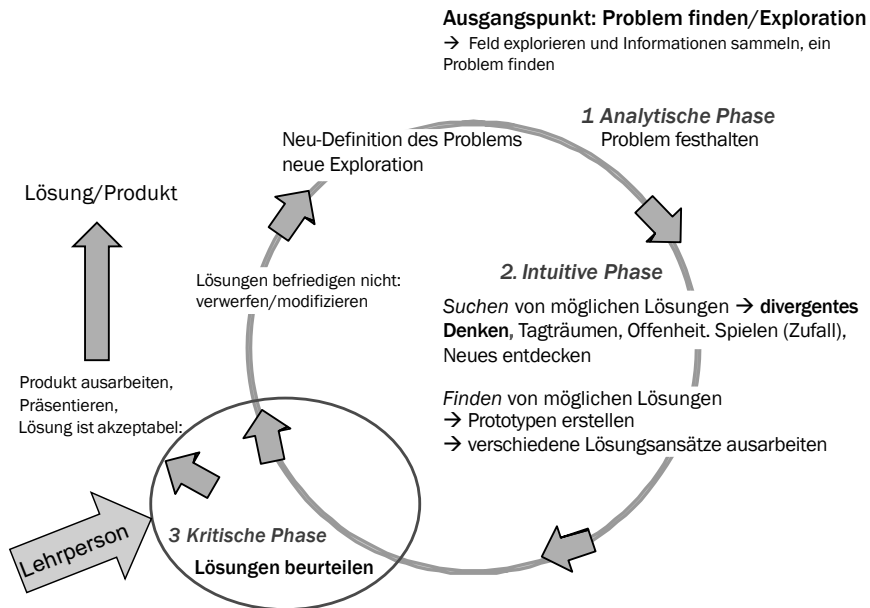 Ausgangspunkt: Problem finden/Exploration
→ Feld explorieren und Informationen sammeln, ein
Problem finden
1 Analytische Phase
Problem festhalten
Neu-Definition des Problems
neue Exploration
Lösung/Produkt
2. Intuitive Phase
Lösungen befriedigen nicht:
verwerfen/modifizieren
Suchen von möglichen Lösungen → divergentes
Denken, Tagträumen, Offenheit. Spielen (Zufall),
Neues entdecken
Produkt ausarbeiten,
Präsentieren,
Lösung ist akzeptabel:
Finden von möglichen Lösungen
→ Prototypen erstellen
→ verschiedene Lösungsansätze ausarbeiten
Lehrperson
3 Kritische Phase
Lösungen beurteilen